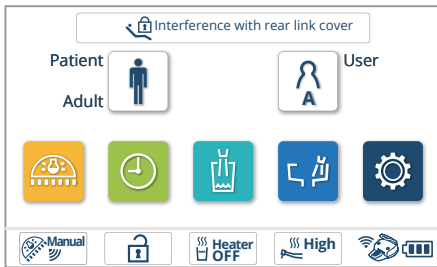 Interference with rear link cover
Patient
User
Adult
A
Manual
Heater
OFF
High